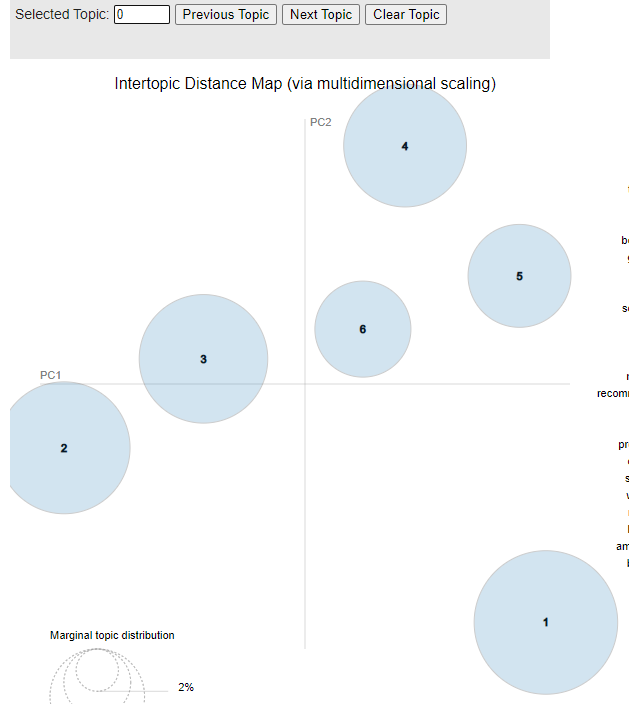 Selected Topic: 0 Previous Topic Next Topic Clear Topic
Intertopic Distance Map (via multidimensional scaling)
PC2
4
5
6
3
PC1
2
1
Marginal topic distribution
2%